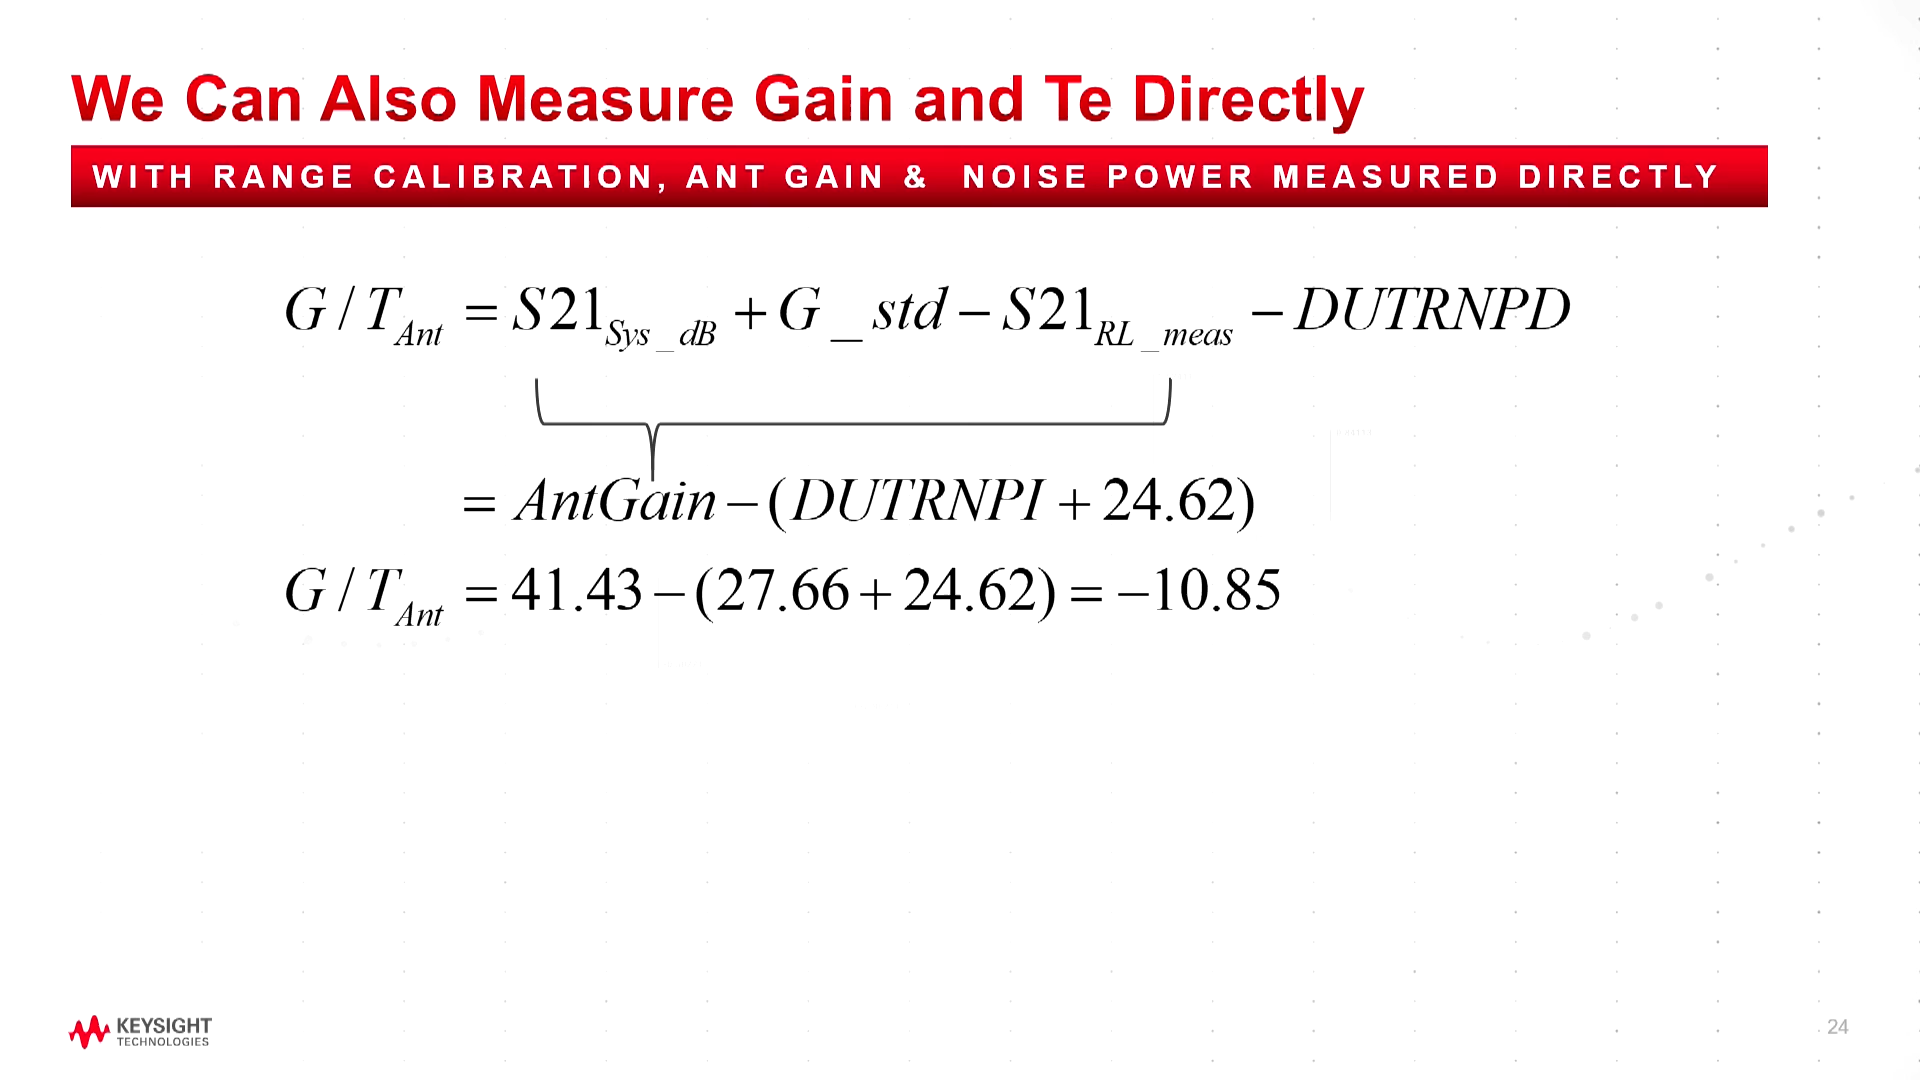 We Can Also Measure Gain and Te Directly
WITH RANGE CALIBRATION, ANT GAIN & NOISE POWER MEASURED DIRECTLY
G / T_Ant = S21_Sys_dB + G_std − S21_RL_meas − DUTRNPD
= AntGain − (DUTRNPI + 24.62)
G / T_Ant = 41.43 − (27.66 + 24.62) = −10.85
KEYSIGHT
TECHNOLOGIES
24